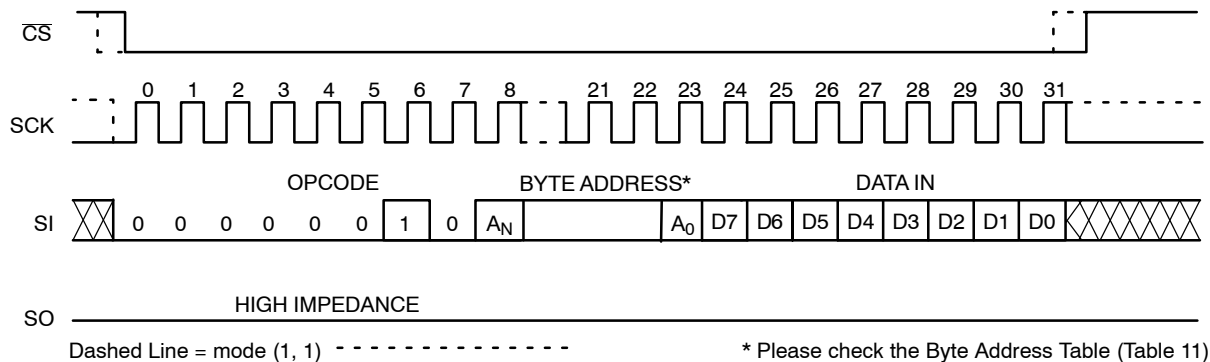 CS
0 1 2 3 4 5 6 7 8 21 22 23 24 25 26 27 28 29 30 31
SCK
OPCODE BYTE ADDRESS* DATA IN
SI 0 0 0 0 0 0 1 0 AN A0 D7 D6 D5 D4 D3 D2 D1 D0
HIGH IMPEDANCE
SO
Dashed Line = mode (1, 1) * Please check the Byte Address Table (Table 11)